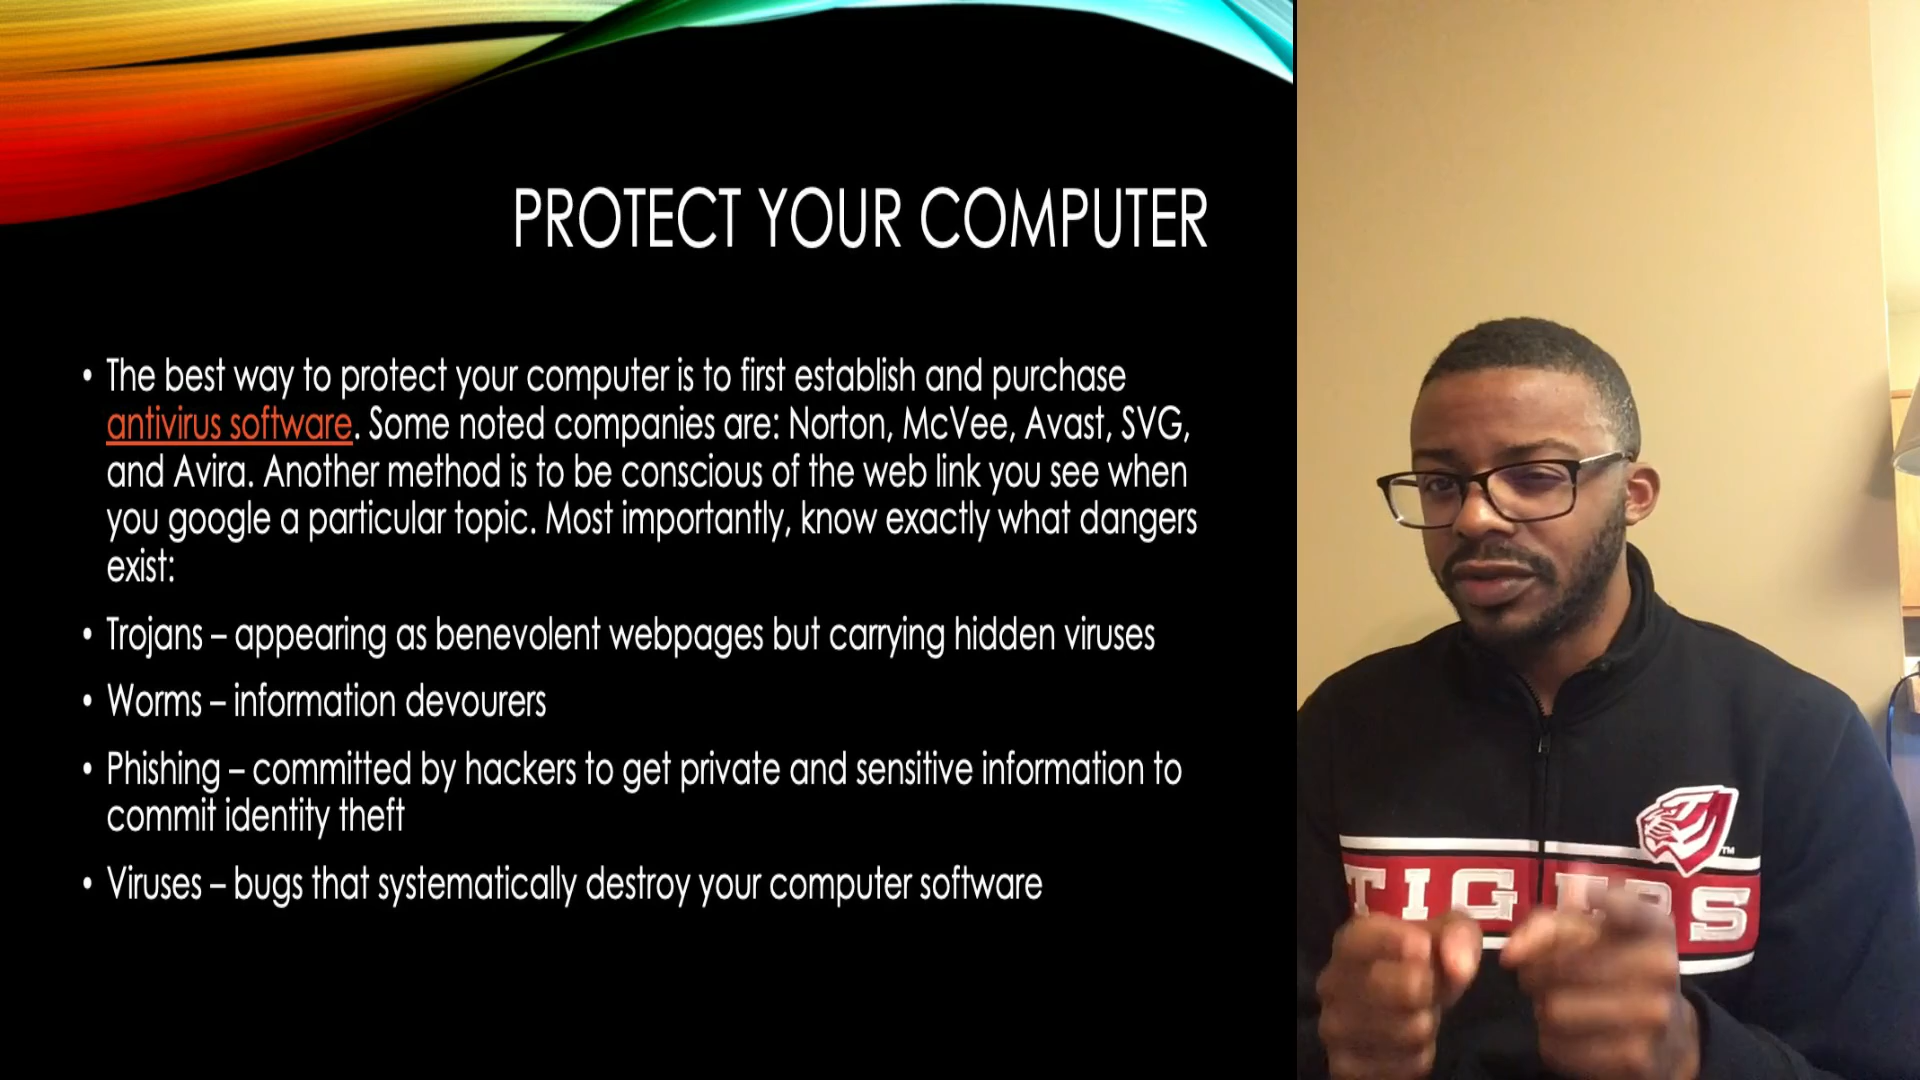 PROTECT YOUR COMPUTER
• The best way to protect your computer is to first establish and purchase
antivirus software. Some noted companies are: Norton, McVee, Avast, SVG,
and Avira. Another method is to be conscious of the web link you see when
you google a particular topic. Most importantly, know exactly what dangers
exist:
• Trojans – appearing as benevolent webpages but carrying hidden viruses
• Worms – information devourers
• Phishing – committed by hackers to get private and sensitive information to
commit identity theft
• Viruses – bugs that systematically destroy your computer software
TM
TIGERS